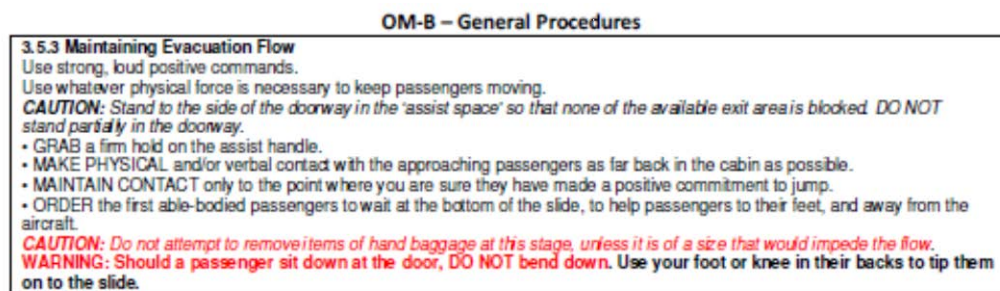 OM-B – General Procedures
3.5.3 Maintaining Evacuation Flow
Use strong, loud positive commands.
Use whatever physical force is necessary to keep passengers moving.
CAUTION: Stand to the side of the doorway in the 'assist space' so that none of the available exit area is blocked. DO NOT
stand partially in the doorway.
• GRAB a firm hold on the assist handle.
• MAKE PHYSICAL and/or verbal contact with the approaching passengers as far back in the cabin as possible.
• MAINTAIN CONTACT only to the point where you are sure they have made a positive commitment to jump.
• ORDER the first able-bodied passengers to wait at the bottom of the slide, to help passengers to their feet, and away from the
aircraft.
CAUTION: Do not attempt to remove items of hand baggage at this stage, unless it is of a size that would impede the flow.
WARNING: Should a passenger sit down at the door, DO NOT bend down. Use your foot or knee in their backs to tip them
on to the slide.